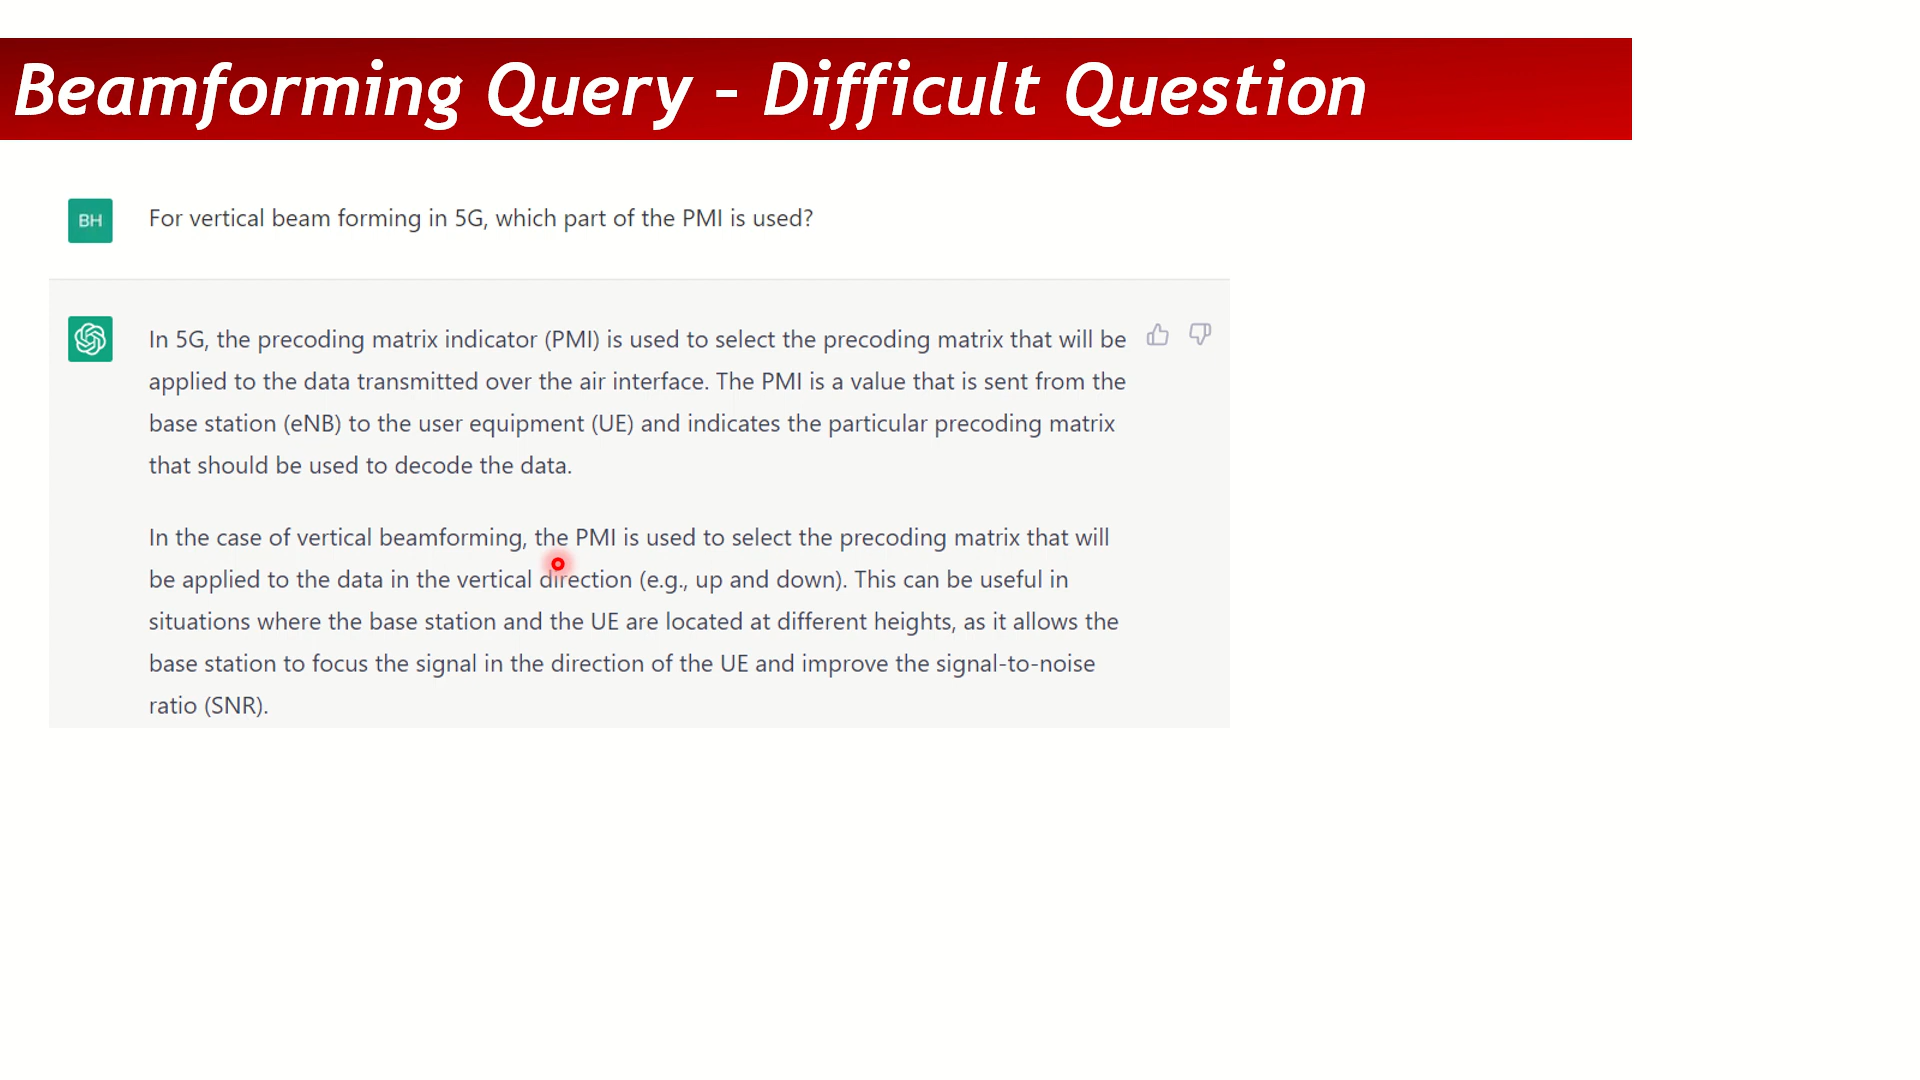 Beamforming Query – Difficult Question
BH
For vertical beam forming in 5G, which part of the PMI is used?
In 5G, the precoding matrix indicator (PMI) is used to select the precoding matrix that will be
applied to the data transmitted over the air interface. The PMI is a value that is sent from the
base station (eNB) to the user equipment (UE) and indicates the particular precoding matrix
that should be used to decode the data.
In the case of vertical beamforming, the PMI is used to select the precoding matrix that will
be applied to the data in the vertical direction (e.g., up and down). This can be useful in
situations where the base station and the UE are located at different heights, as it allows the
base station to focus the signal in the direction of the UE and improve the signal-to-noise
ratio (SNR).